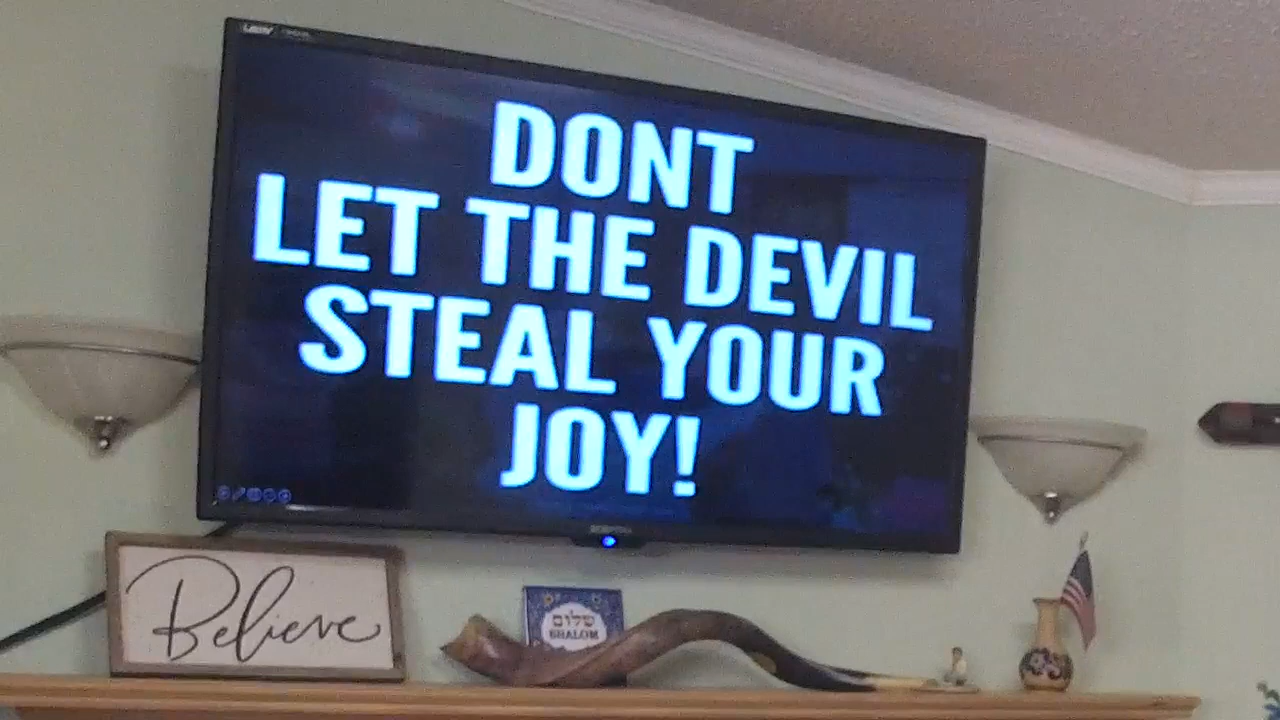 DONT
LET THE DEVIL
STEAL YOUR
JOY!
Believe
שלום
SHALOM